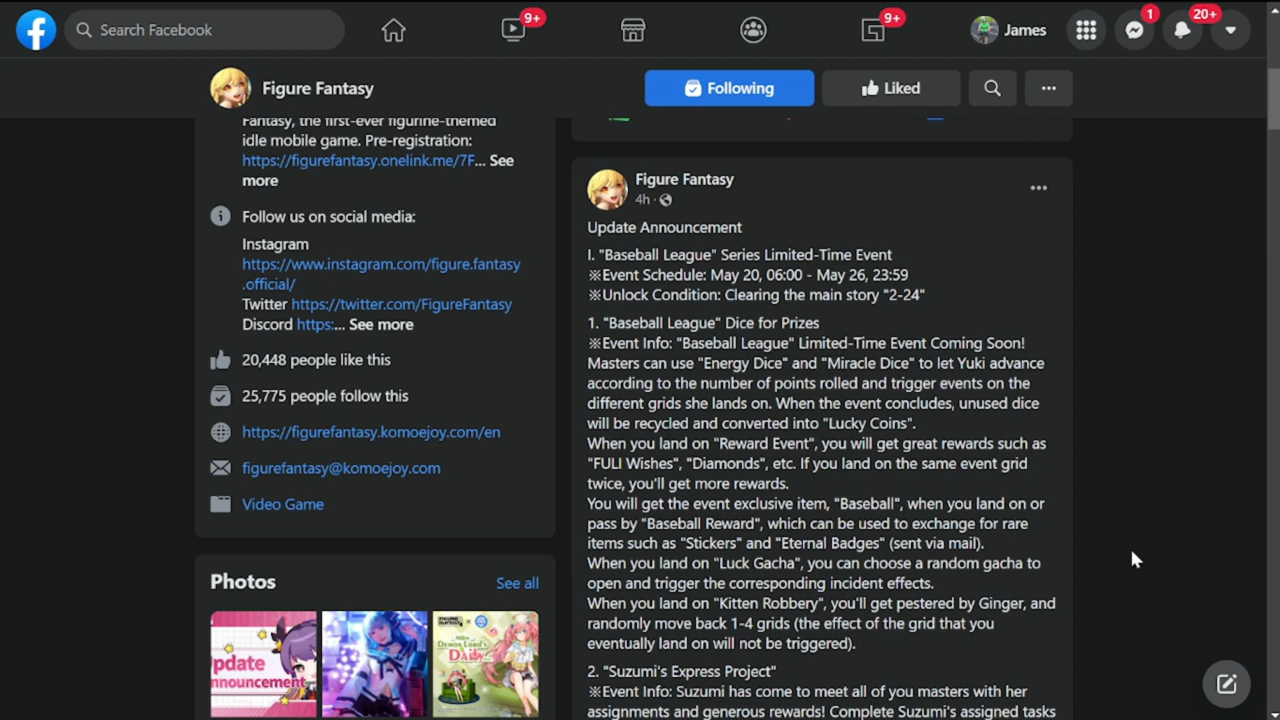 Search Facebook
9+
9+
James
1
20+
Figure Fantasy
Following
Liked
Fantasy, the first-ever figurine-themed
idle mobile game. Pre-registration:
https://figurefantasy.onelink.me/7F... See
more
Follow us on social media:
Instagram
https://www.instagram.com/figure.fantasy
.official/
Twitter https://twitter.com/FigureFantasy
Discord https:... See more
20,448 people like this
25,775 people follow this
https://figurefantasy.komoejoy.com/en
figurefantasy@komoejoy.com
Video Game
Photos
See all
pdate
nnouncement
Demon Lord's
Daily
Figure Fantasy
4h ·
Update Announcement
I. "Baseball League" Series Limited-Time Event
※Event Schedule: May 20, 06:00 - May 26, 23:59
※Unlock Condition: Clearing the main story "2-24"
1. "Baseball League" Dice for Prizes
※Event Info: "Baseball League" Limited-Time Event Coming Soon!
Masters can use "Energy Dice" and "Miracle Dice" to let Yuki advance
according to the number of points rolled and trigger events on the
different grids she lands on. When the event concludes, unused dice
will be recycled and converted into "Lucky Coins".
When you land on "Reward Event", you will get great rewards such as
"FULI Wishes", "Diamonds", etc. If you land on the same event grid
twice, you'll get more rewards.
You will get the event exclusive item, "Baseball", when you land on or
pass by "Baseball Reward", which can be used to exchange for rare
items such as "Stickers" and "Eternal Badges" (sent via mail).
When you land on "Luck Gacha", you can choose a random gacha to
open and trigger the corresponding incident effects.
When you land on "Kitten Robbery", you'll get pestered by Ginger, and
randomly move back 1-4 grids (the effect of the grid that you
eventually land on will not be triggered).
2. "Suzumi's Express Project"
※Event Info: Suzumi has come to meet all of you masters with her
assignments and generous rewards! Complete Suzumi's assigned tasks